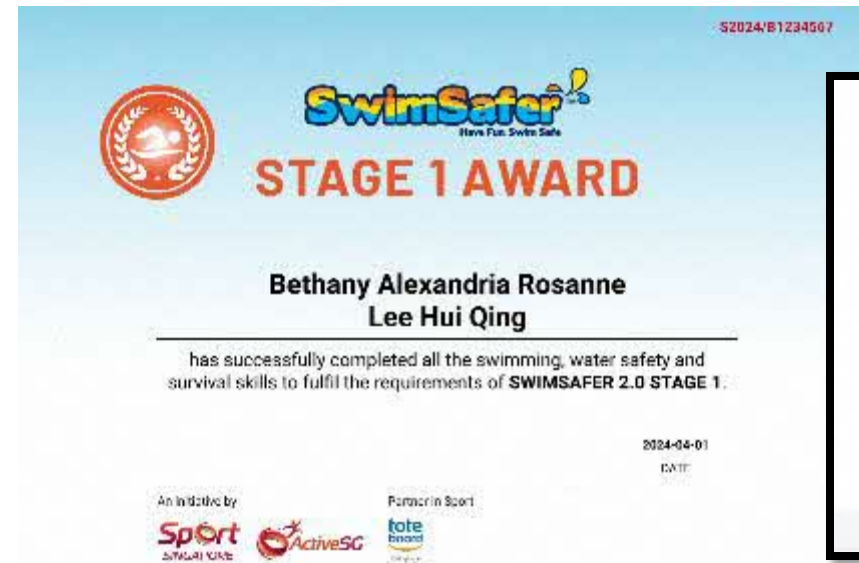 S2024/B1234567
SwimSafer
Have Fun. Swim Safe
STAGE 1 AWARD
Bethany Alexandria Rosanne
Lee Hui Qing
has successfully completed all the swimming, water safety and
survival skills to fulfil the requirements of SWIMSAFER 2.0 STAGE 1.
2024-04-01
DATE
An initiative by
Partner in Sport
Sport
SINGAPORE
ActiveSG
tote
board